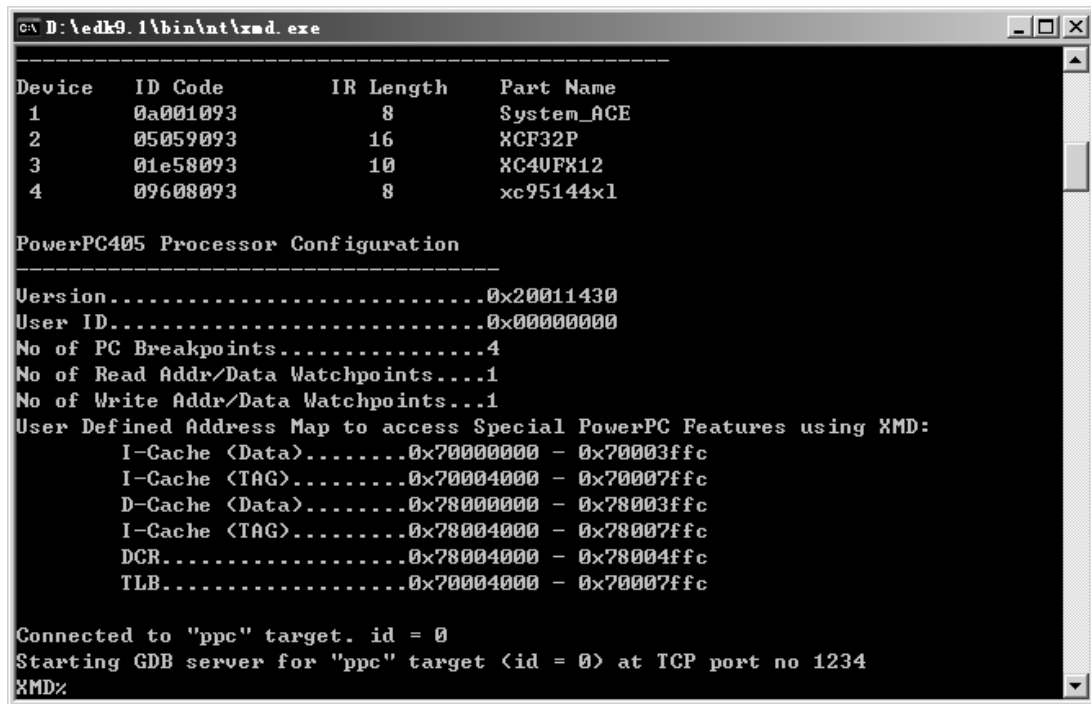 D:\edk9.1\bin\nt\xmd.exe
--------------------------------------------------
Device ID Code IR Length Part Name
1 0a001093 8 System_ACE
2 05059093 16 XCF32P
3 01e58093 10 XC4VFX12
4 09608093 8 xc95144xl
PowerPC405 Processor Configuration
-------------------------------------
Version.............................0x20011430
User ID.............................0x00000000
No of PC Breakpoints................4
No of Read Addr/Data Watchpoints....1
No of Write Addr/Data Watchpoints...1
User Defined Address Map to access Special PowerPC Features using XMD:
I-Cache (Data)........0x70000000 - 0x70003ffc
I-Cache (TAG).........0x70004000 - 0x70007ffc
D-Cache (Data)........0x78000000 - 0x78003ffc
I-Cache (TAG).........0x78004000 - 0x78007ffc
DCR...................0x78004000 - 0x78004ffc
TLB...................0x70004000 - 0x70007ffc
Connected to "ppc" target. id = 0
Starting GDB server for "ppc" target (id = 0) at TCP port no 1234
XMD%